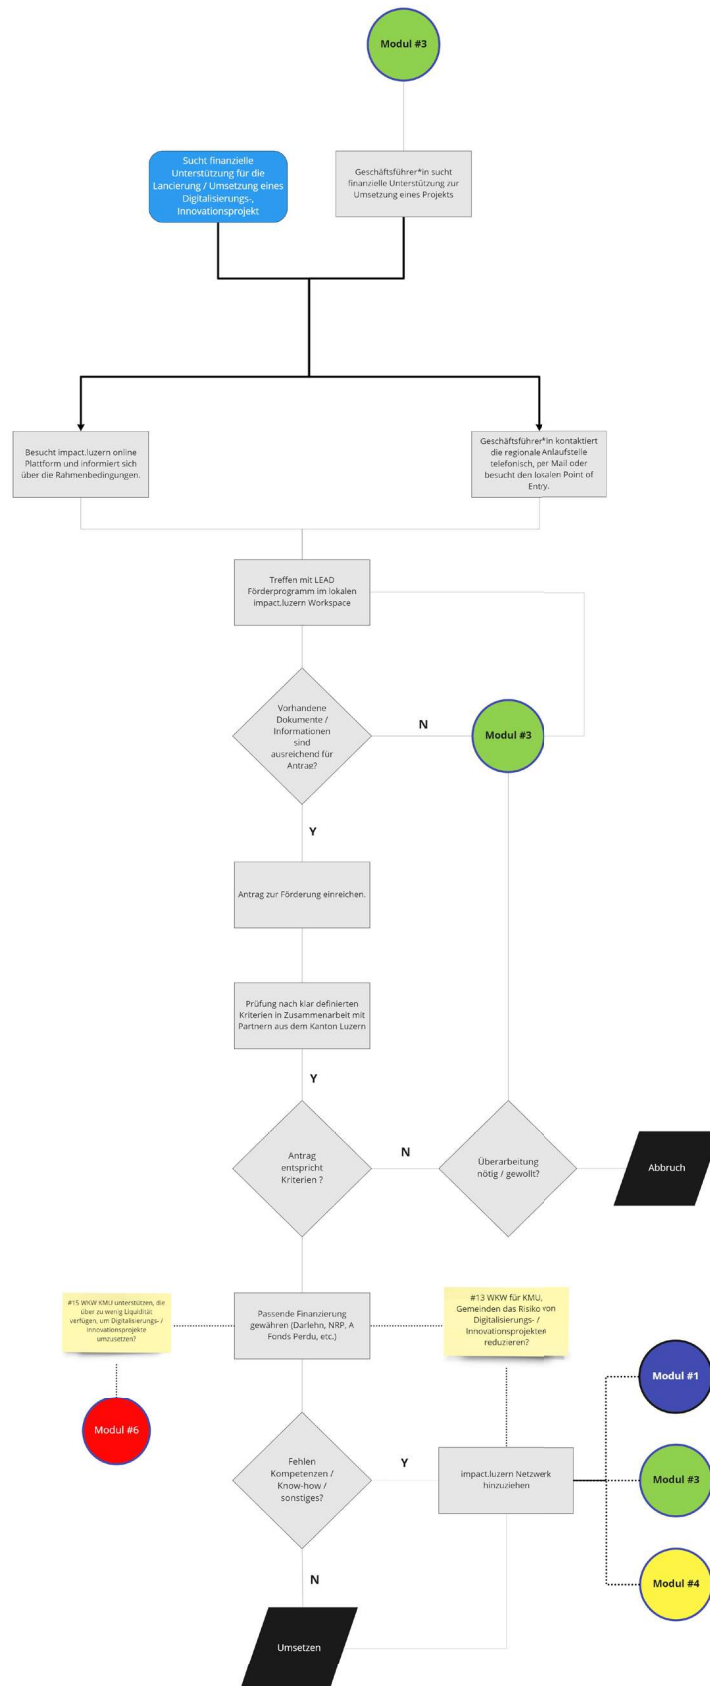 Modul #3
Sucht finanzielle
Unterstützung für die
Lancierung / Umsetzung eines
Digitalisierungs-,
Innovationsprojekt
Geschäftsführer*in sucht
finanzielle Unterstützung zur
Umsetzung eines Projekts
Besucht impact.luzern online
Plattform und informiert sich
über die Rahmenbedingungen.
Geschäftsführer*in kontaktiert
die regionale Anlaufstelle
telefonisch, per Mail oder
besucht den losalen Point of
Entry.
Treffen mit LEAD
Förderprogramm im lokalen
impact.luzern Workspace
Vorhandene
Dokumente /
Informationen
sind
ausreichend für
Antrag?
N
Modul #3
Y
Antrag zur Förderung einreichen.
Prüfung nach klar definierten
Kriterien in Zusammenarbeit mit
Partnern aus dem Kanton Luzern
Y
Antrag
entspricht
Kriterien ?
N
Überarbeitung
nötig / gewollt?
Abbruch
#15 WKW KMU unterstützen, die
über zu wenig Liquidität
verfügen, um Digitalisierungs- /
Innovationsprojekte
umzusetzen?
Passende Finanzierung
gewähren (Darlehn, NRP, A
Fonds Perdu, etc.)
#13 WKW für KMU,
Gemeinden das Risiko von
Digitalisierungs- /
Innovationsprojekten
reduzieren?
Modul #6
Modul #1
Fehlen
Kompetenzen /
Know-how /
sonstiges?
Y
impact.luzern Netzwerk
hinzuziehen
Modul #3
N
Modul #4
Umsetzen